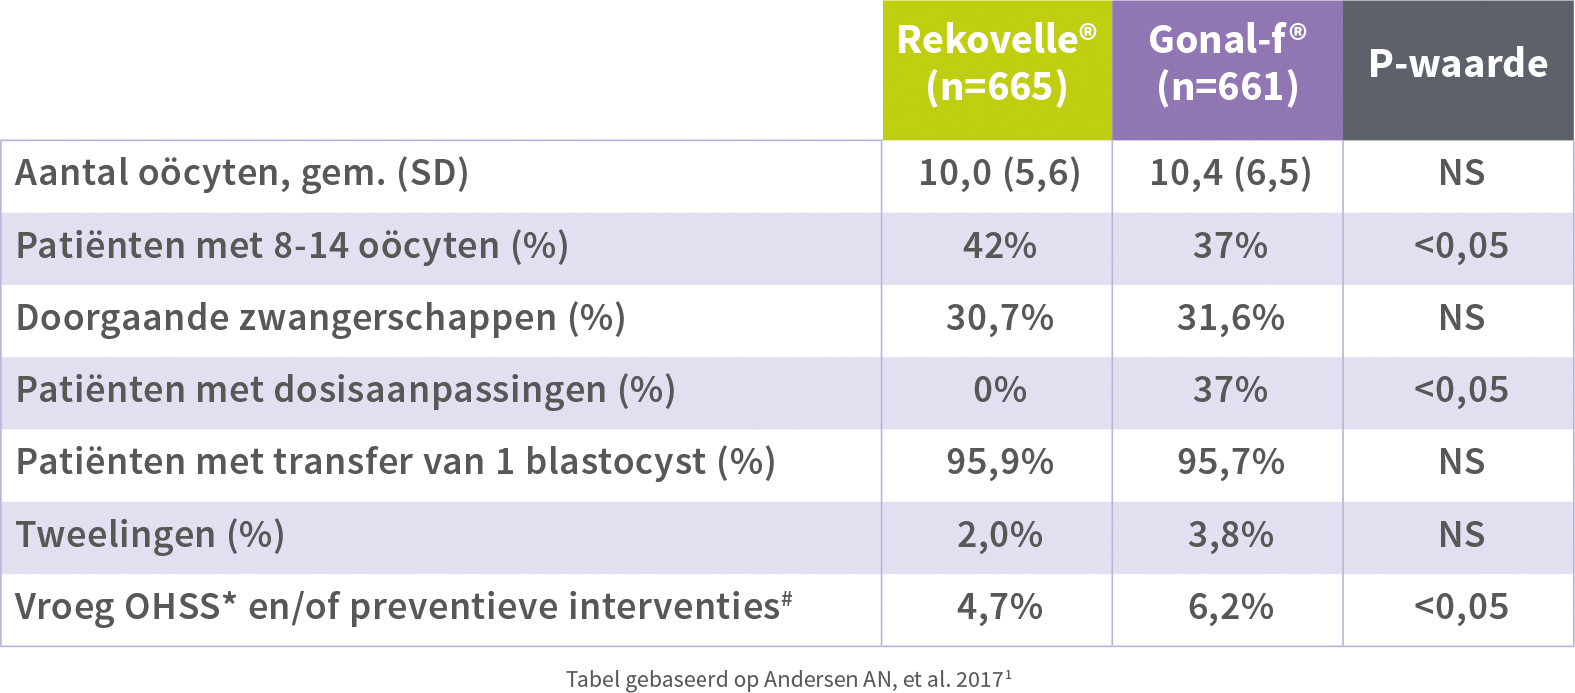 Rekovelle® (n=665) Gonal-f® (n=661) P-waarde
Aantal oöcyten, gem. (SD) 10,0 (5,6) 10,4 (6,5) NS
Patiënten met 8-14 oöcyten (%) 42% 37% <0,05
Doorgaande zwangerschappen (%) 30,7% 31,6% NS
Patiënten met dosisaanpassingen (%) 0% 37% <0,05
Patiënten met transfer van 1 blastocyst (%) 95,9% 95,7% NS
Tweelingen (%) 2,0% 3,8% NS
Vroeg OHSS* en/of preventieve interventies# 4,7% 6,2% <0,05
Tabel gebaseerd op Andersen AN, et al. 2017¹